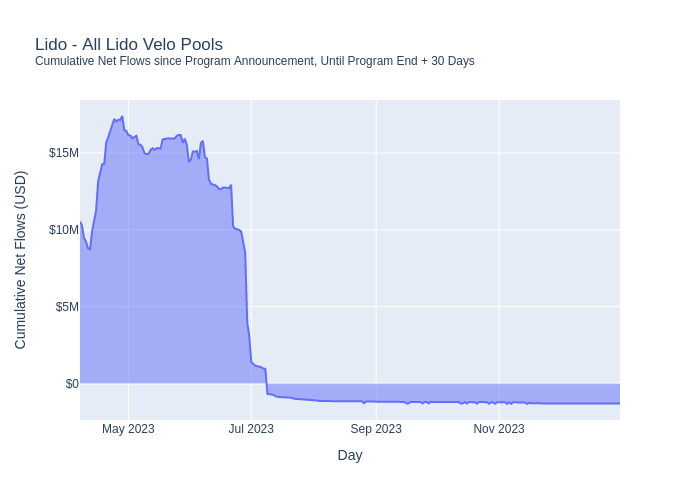 Lido - All Lido Velo Pools
Cumulative Net Flows since Program Announcement, Until Program End + 30 Days
Cumulative Net Flows (USD)
$15M
$10M
$5M
$0
May 2023
Jul 2023
Sep 2023
Nov 2023
Day